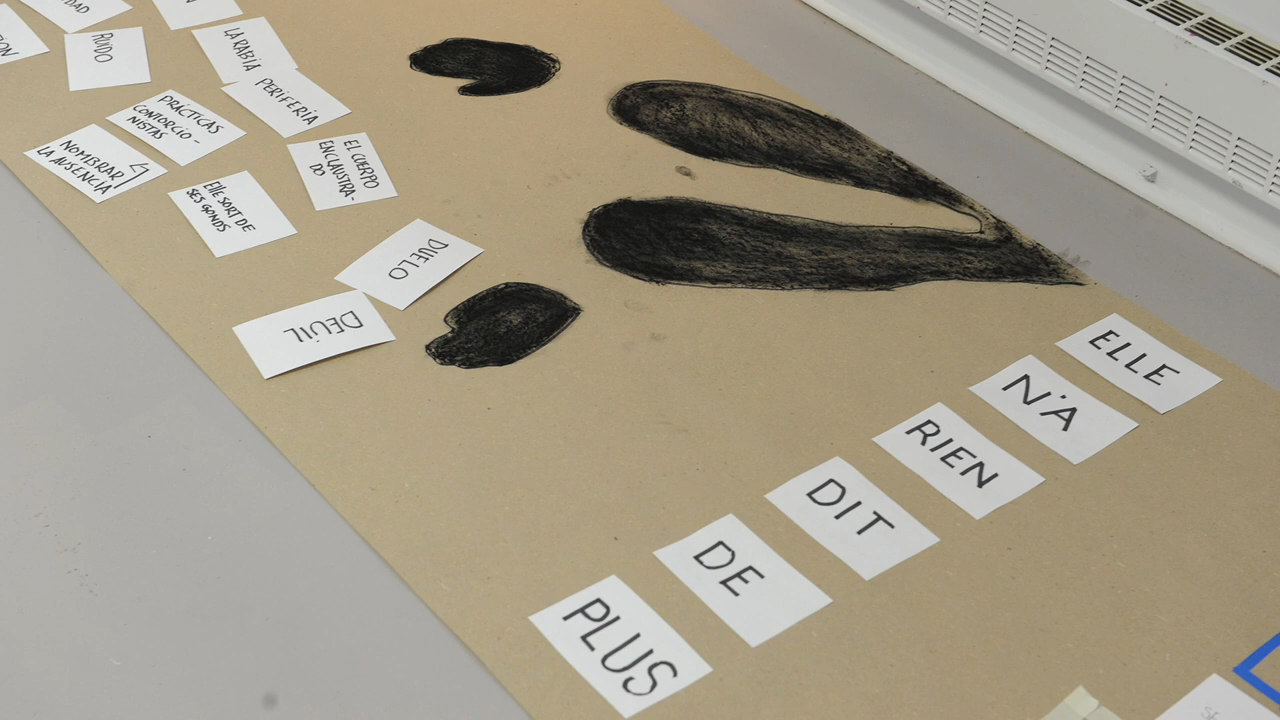 RUIDO
LA RABIA
PERIFERIA
PRÁCTICAS
CONTORCIO-
NISTAS
NOMBRAR
LA AUSENCIA
EL CUERPO
ENCLAUSTRA-
DO
ELLE SORT DE
SES GONDS
DUELO
DEUIL
ELLE
N'A
RIEN
DIT
DE
PLUS